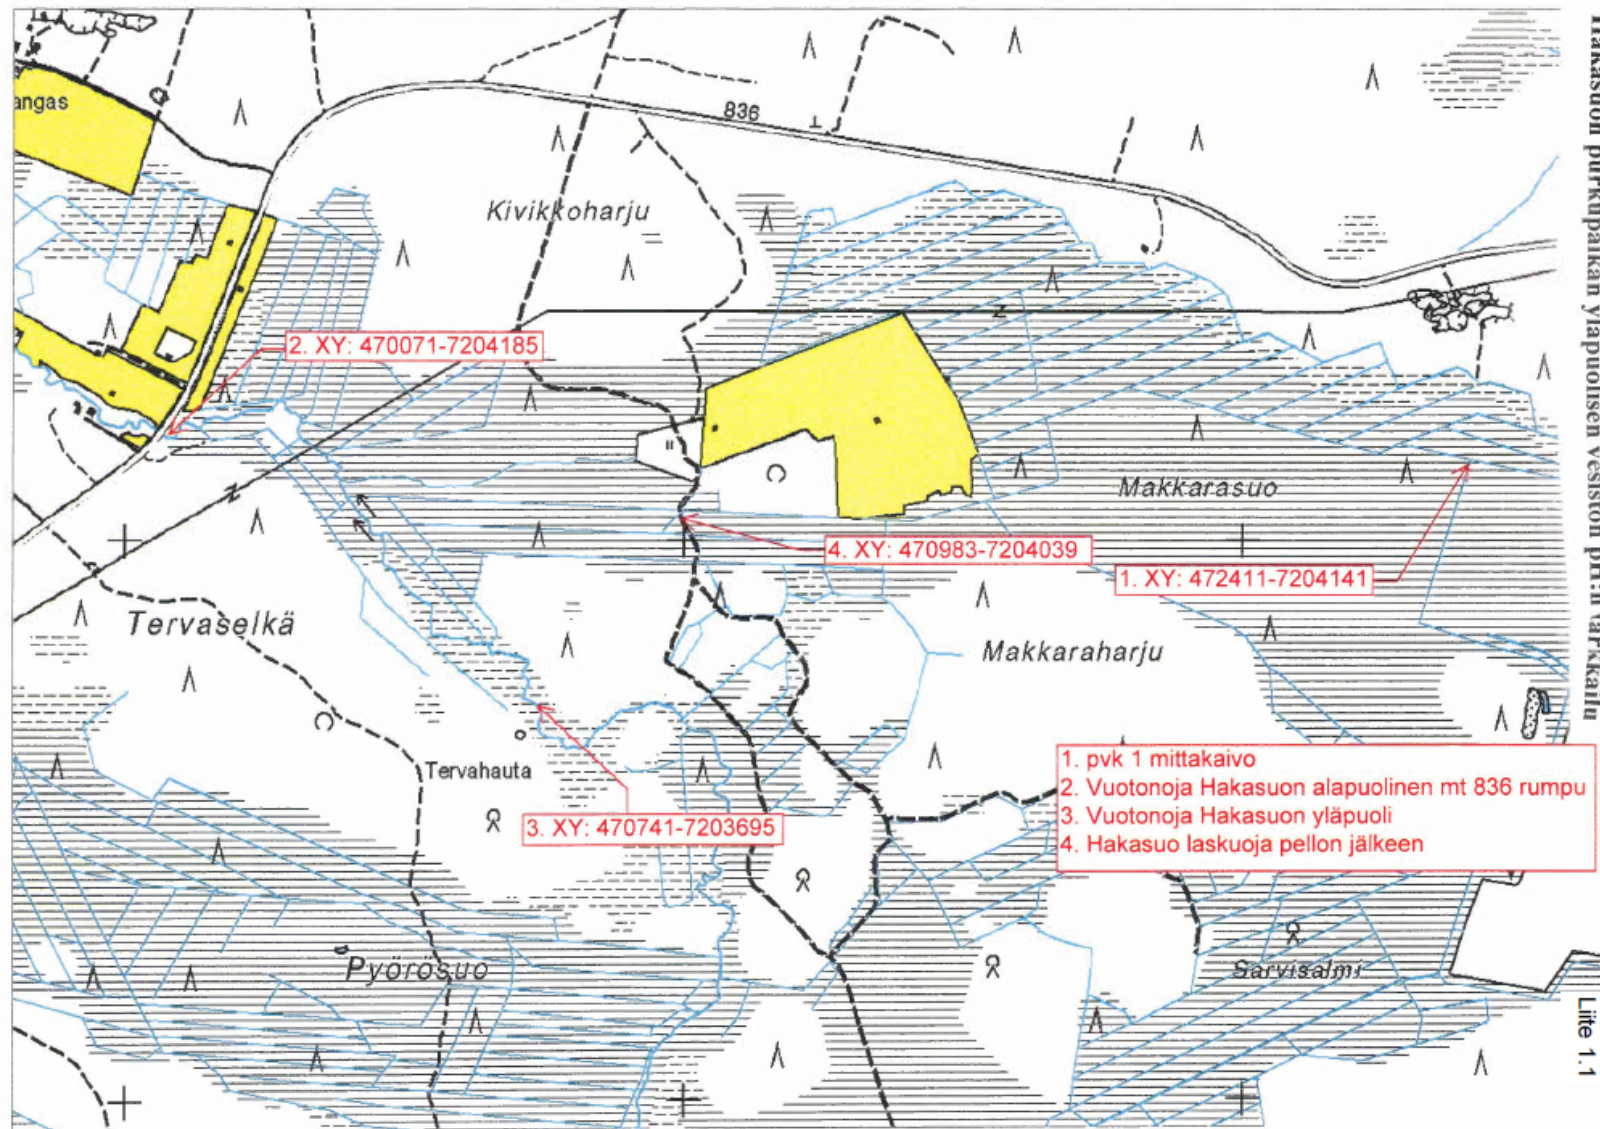 Hakasuon purkupaikan yläpuolisen vesistön pH:n tarkkailu
Liite 1.1
angas
836
Kivikkoharju
2. XY: 470071-7204185
Makkarasuo
4. XY: 470983-7204039
1. XY: 472411-7204141
Tervaselkä
Makkaraharju
Tervahauta
3. XY: 470741-7203695
1. pvk 1 mittakaivo
2. Vuotonoja Hakasuon alapuolinen mt 836 rumpu
3. Vuotonoja Hakasuon yläpuoli
4. Hakasuo laskuoja pellon jälkeen
Pyörösuo
Sarvisalmi